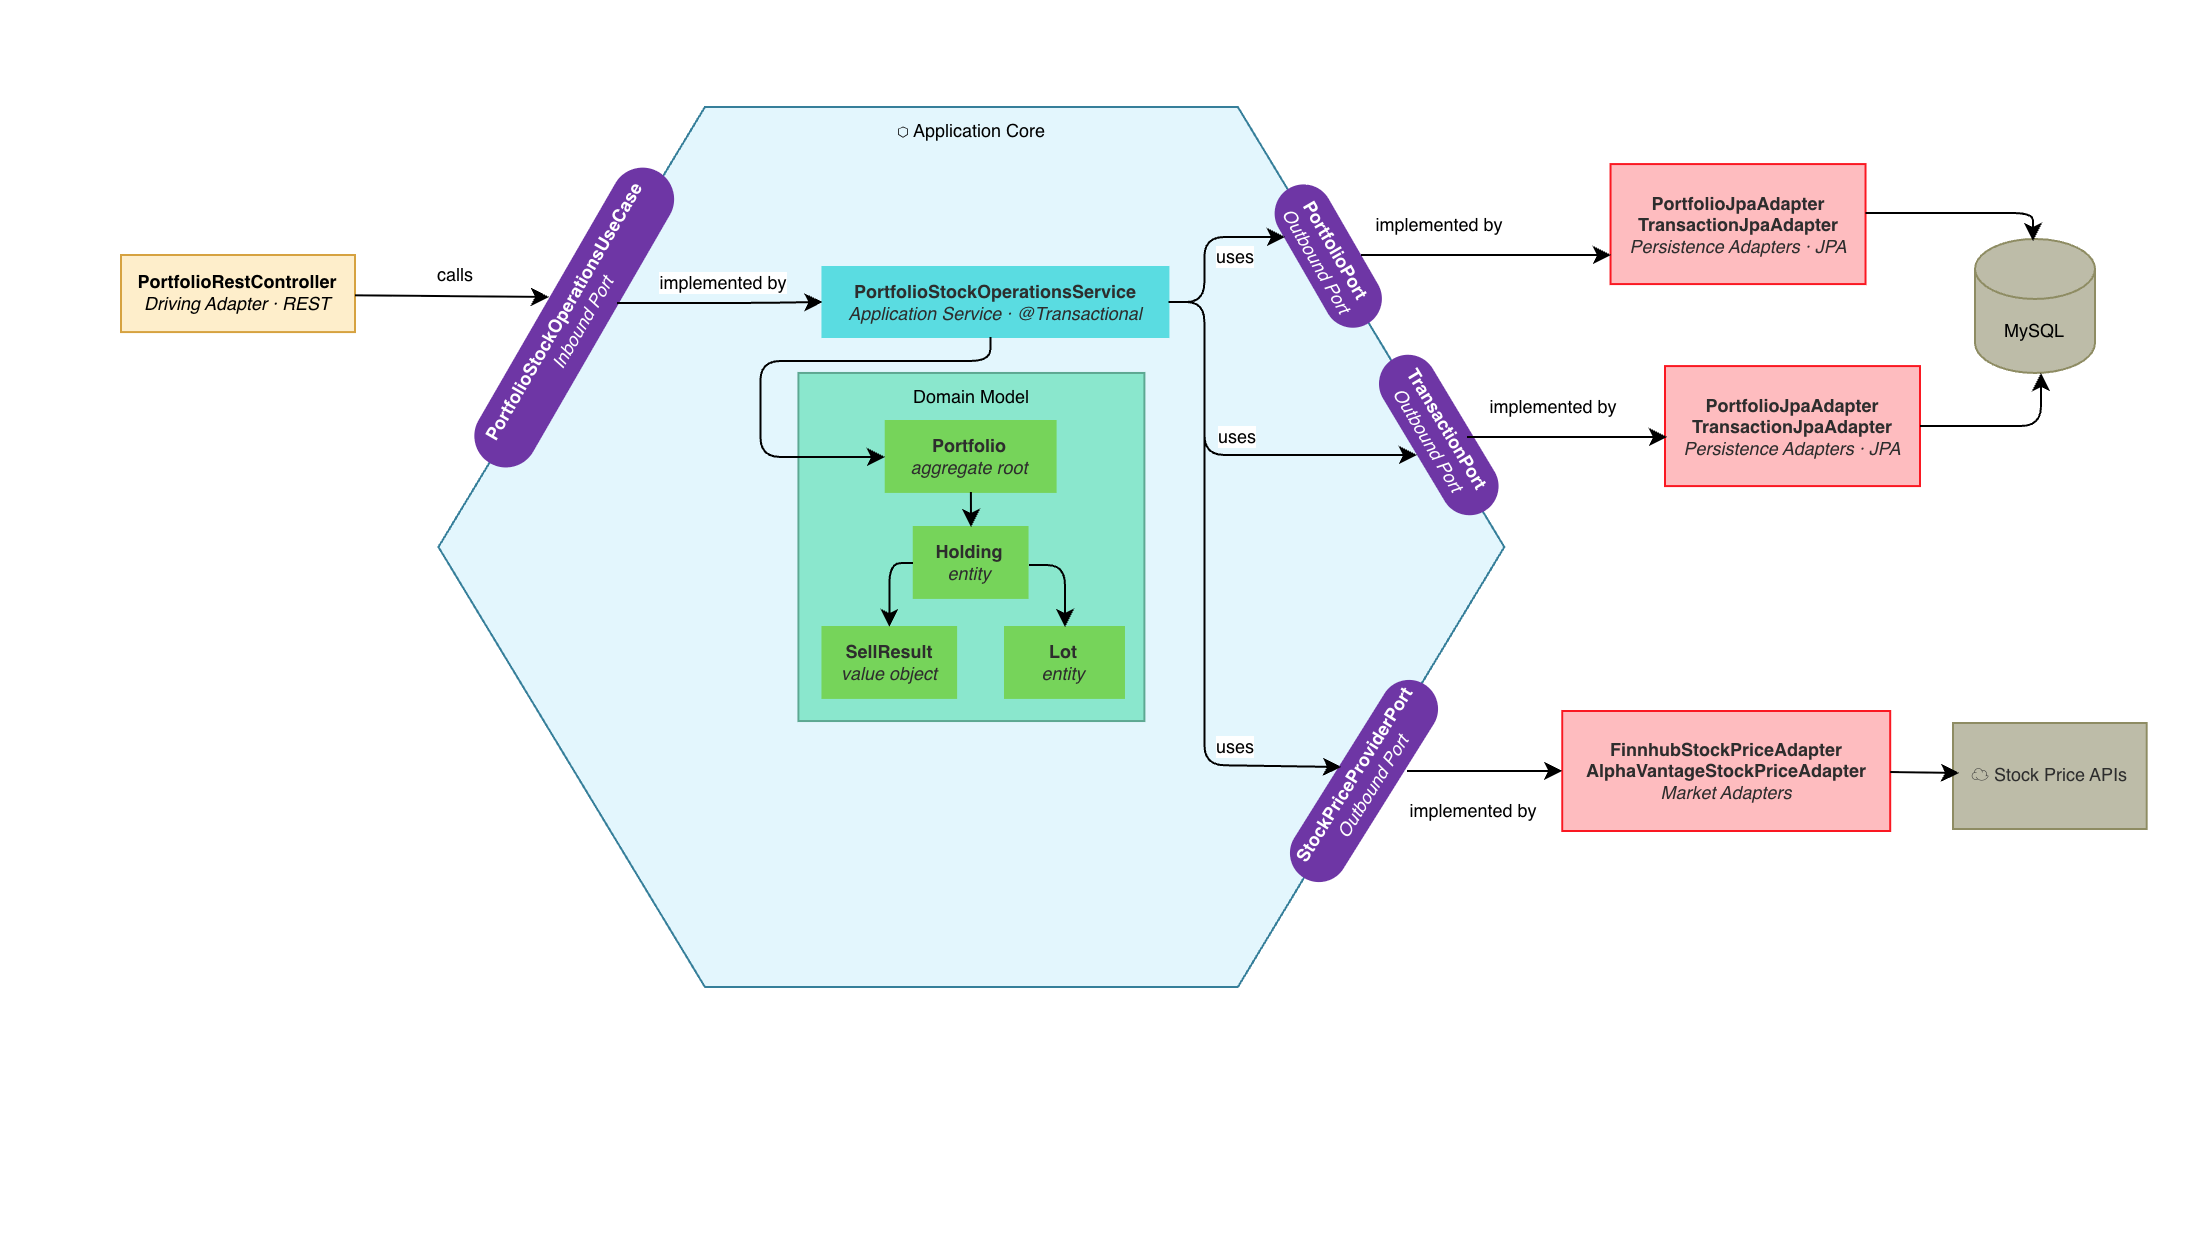 ⬡ Application Core
PortfolioRestController
Driving Adapter · REST
calls
PortfolioStockOperationsUseCase
Inbound Port
implemented by
PortfolioStockOperationsService
Application Service · @Transactional
Domain Model
Portfolio
aggregate root
Holding
entity
SellResult
value object
Lot
entity
uses
PortfolioPort
Outbound Port
implemented by
PortfolioJpaAdapter
TransactionJpaAdapter
Persistence Adapters · JPA
MySQL
uses
TransactionPort
Outbound Port
implemented by
PortfolioJpaAdapter
TransactionJpaAdapter
Persistence Adapters · JPA
uses
StockPriceProviderPort
Outbound Port
implemented by
FinnhubStockPriceAdapter
AlphaVantageStockPriceAdapter
Market Adapters
Stock Price APIs